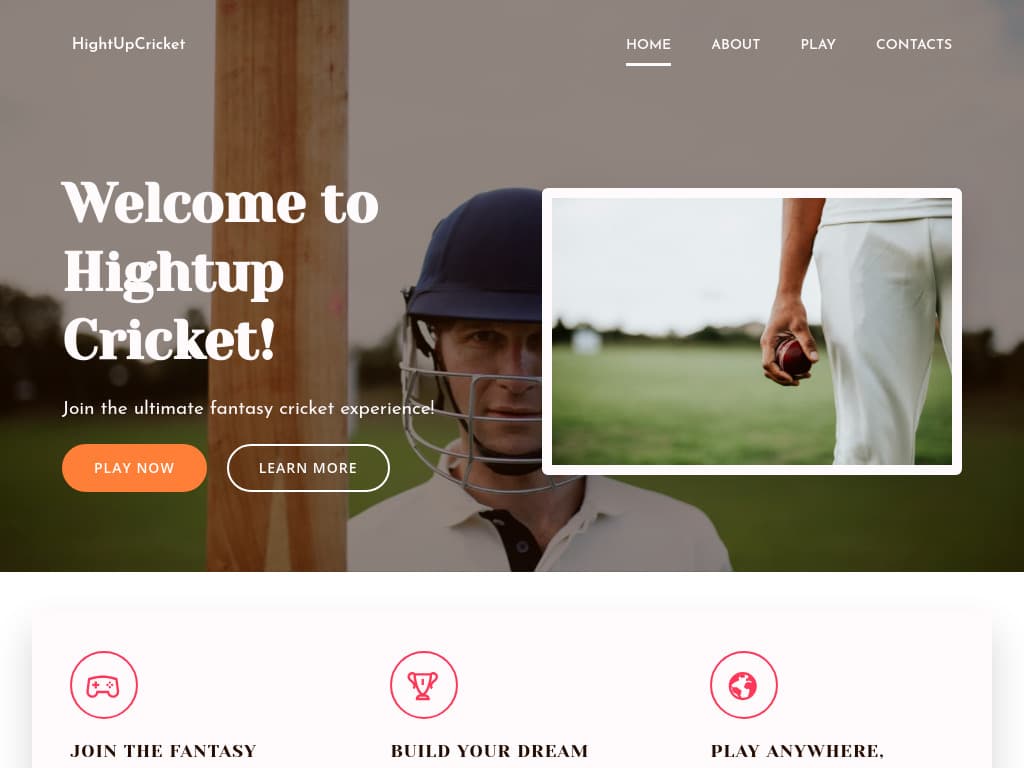 HightUpCricket
HOME ABOUT PLAY CONTACTS
Welcome to
Hightup
Cricket!
Join the ultimate fantasy cricket experience!
PLAY NOW LEARN MORE
JOIN THE FANTASY
BUILD YOUR DREAM
PLAY ANYWHERE,